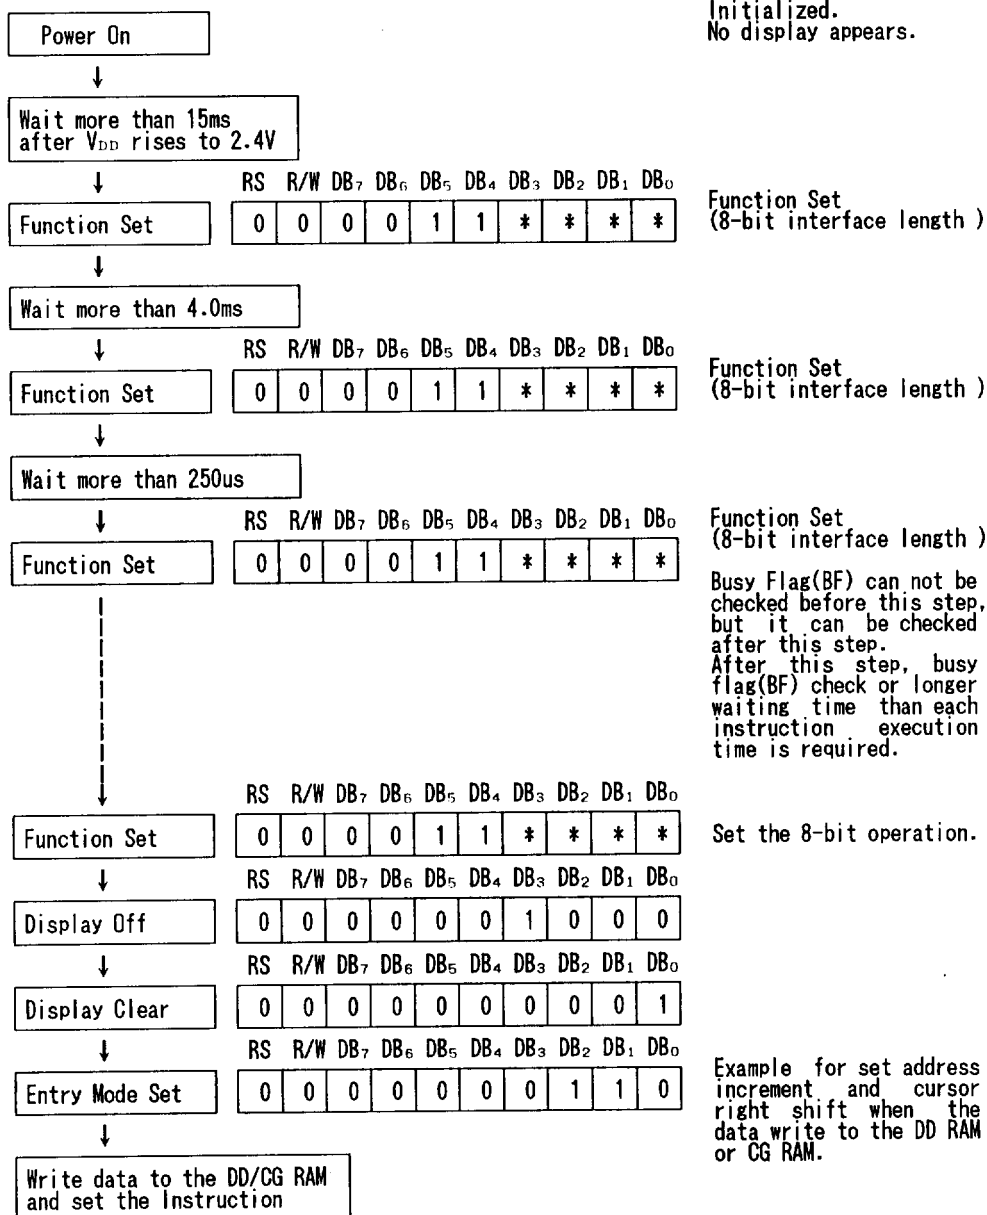 Initialized.
No display appears.
Power On
↓
Wait more than 15ms
after VDD rises to 2.4V
↓
RS R/W DB7 DB6 DB5 DB4 DB3 DB2 DB1 DB0
Function Set
0 0 0 0 1 1 * * * *
Function Set
(8-bit interface length )
↓
Wait more than 4.0ms
↓
RS R/W DB7 DB6 DB5 DB4 DB3 DB2 DB1 DB0
Function Set
0 0 0 0 1 1 * * * *
Function Set
(8-bit interface length )
↓
Wait more than 250us
↓
RS R/W DB7 DB6 DB5 DB4 DB3 DB2 DB1 DB0
Function Set
0 0 0 0 1 1 * * * *
Function Set
(8-bit interface length )
Busy Flag(BF) can not be
checked before this step,
but it can be checked
after this step.
After this step, busy
flag(BF) check or longer
waiting time than each
instruction execution
time is required.
RS R/W DB7 DB6 DB5 DB4 DB3 DB2 DB1 DB0
Function Set
0 0 0 0 1 1 * * * *
Set the 8-bit operation.
↓
RS R/W DB7 DB6 DB5 DB4 DB3 DB2 DB1 DB0
Display Off
0 0 0 0 0 0 1 0 0 0
↓
RS R/W DB7 DB6 DB5 DB4 DB3 DB2 DB1 DB0
Display Clear
0 0 0 0 0 0 0 0 0 1
↓
RS R/W DB7 DB6 DB5 DB4 DB3 DB2 DB1 DB0
Entry Mode Set
0 0 0 0 0 0 0 1 1 0
Example for set address
increment and cursor
right shift when the
data write to the DD RAM
or CG RAM.
↓
Write data to the DD/CG RAM
and set the Instruction